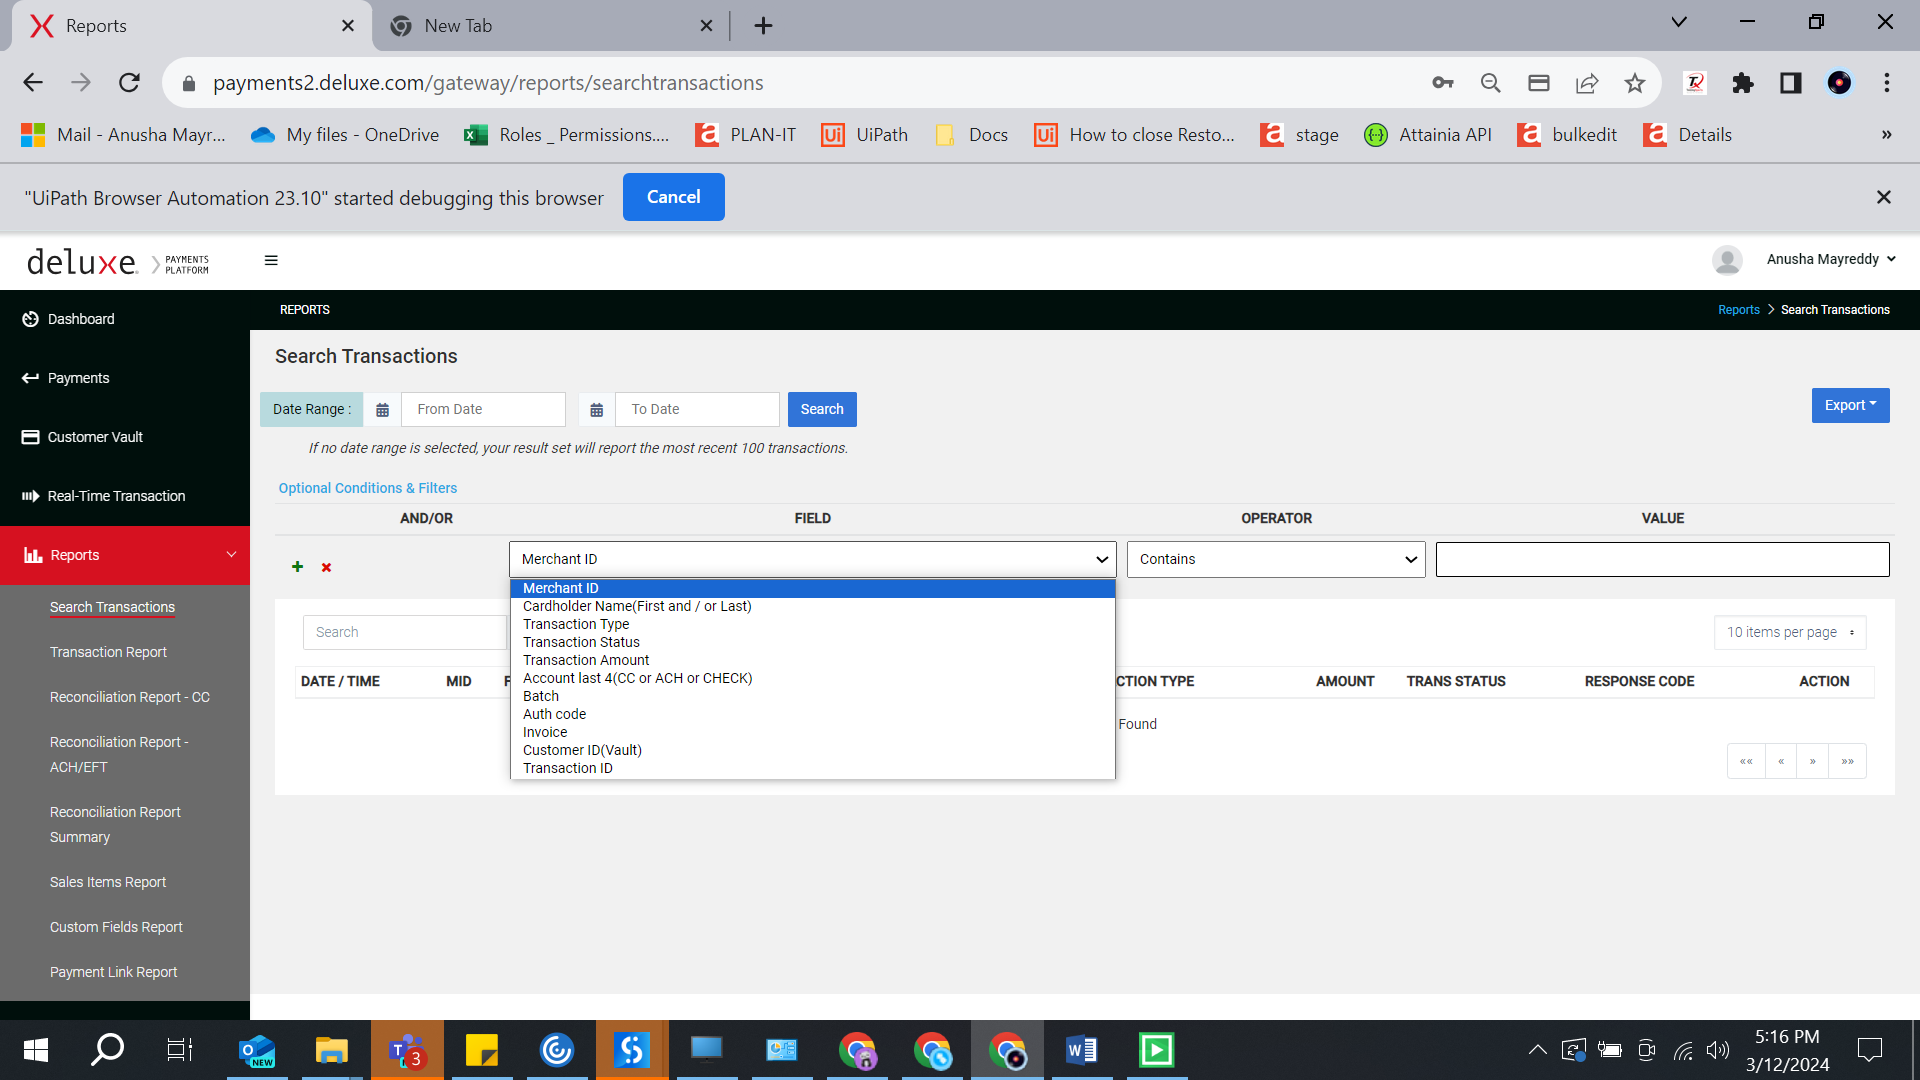 Reports
New Tab
payments2.deluxe.com/gateway/reports/searchtransactions
Mail - Anusha Mayr...
My files - OneDrive
Roles _ Permissions....
PLAN-IT
UiPath
Docs
How to close Resto...
stage
Attainia API
bulkedit
Details
»
"UiPath Browser Automation 23.10" started debugging this browser
Cancel
deluxe. PAYMENTS
PLATFORM
Anusha Mayreddy
Dashboard
Payments
Customer Vault
Real-Time Transaction
Reports
Search Transactions
Transaction Report
Reconciliation Report - CC
Reconciliation Report -
ACH/EFT
Reconciliation Report
Summary
Sales Items Report
Custom Fields Report
Payment Link Report
REPORTS
Reports > Search Transactions
Search Transactions
Date Range :
From Date
To Date
Search
Export
If no date range is selected, your result set will report the most recent 100 transactions.
Optional Conditions & Filters
AND/OR
FIELD
OPERATOR
VALUE
Merchant ID
Contains
Merchant ID
Cardholder Name(First and / or Last)
Transaction Type
Transaction Status
Transaction Amount
Account last 4(CC or ACH or CHECK)
Batch
Auth code
Invoice
Customer ID(Vault)
Transaction ID
Search
10 items per page
DATE / TIME
MID
CTION TYPE
AMOUNT
TRANS STATUS
RESPONSE CODE
ACTION
Found
««
«
»
»»
NEW
3
5:16 PM
3/12/2024